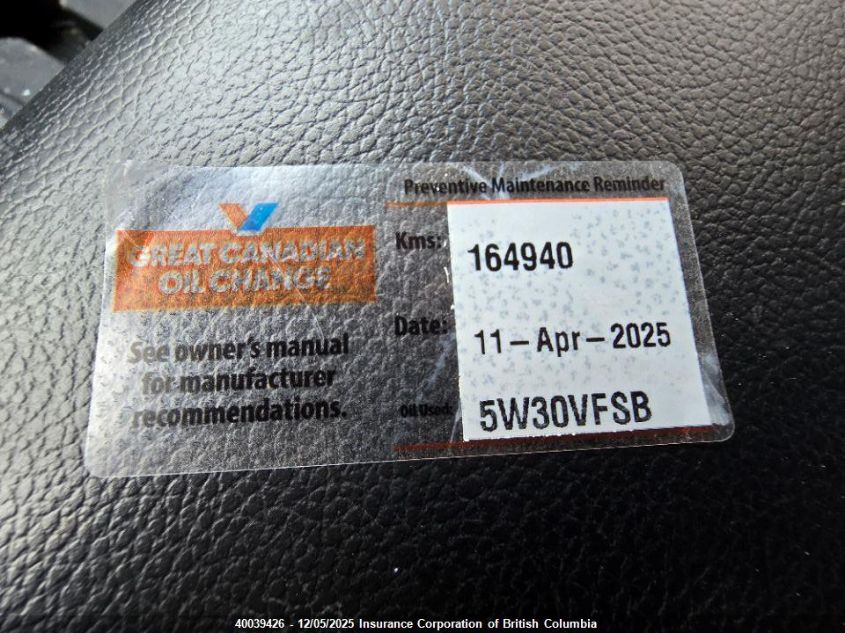 Preventive Maintenance Reminder
GREAT CANADIAN
OIL CHANGE
See owner's manual
for manufacturer
recommendations.
Kms: 164940
Date: 11-Apr-2025
Oil Used: 5W30VFSB
40039426 - 12/05/2025 Insurance Corporation of British Columbia